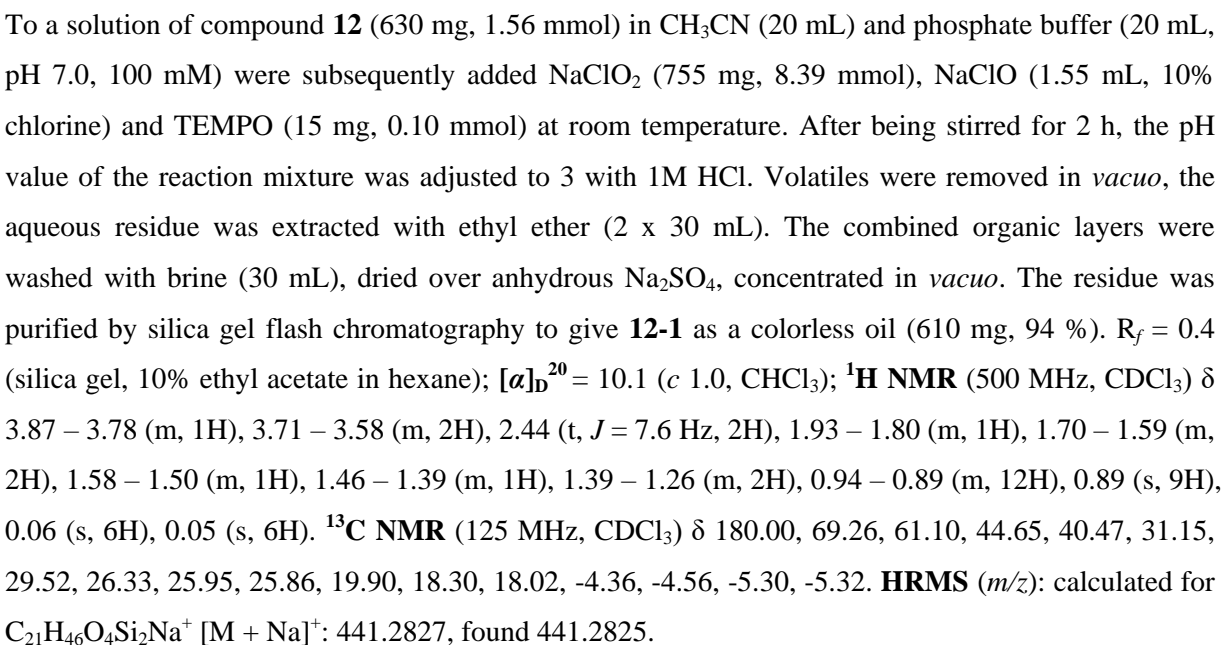 To a solution of compound 12 (630 mg, 1.56 mmol) in CH₃CN (20 mL) and phosphate buffer (20 mL,
pH 7.0, 100 mM) were subsequently added NaClO₂ (755 mg, 8.39 mmol), NaClO (1.55 mL, 10%
chlorine) and TEMPO (15 mg, 0.10 mmol) at room temperature. After being stirred for 2 h, the pH
value of the reaction mixture was adjusted to 3 with 1M HCl. Volatiles were removed in vacuo, the
aqueous residue was extracted with ethyl ether (2 x 30 mL). The combined organic layers were
washed with brine (30 mL), dried over anhydrous Na₂SO₄, concentrated in vacuo. The residue was
purified by silica gel flash chromatography to give 12-1 as a colorless oil (610 mg, 94 %). R𝑓 = 0.4
(silica gel, 10% ethyl acetate in hexane); [α]D²⁰ = 10.1 (c 1.0, CHCl₃); ¹H NMR (500 MHz, CDCl₃) δ
3.87 – 3.78 (m, 1H), 3.71 – 3.58 (m, 2H), 2.44 (t, J = 7.6 Hz, 2H), 1.93 – 1.80 (m, 1H), 1.70 – 1.59 (m,
2H), 1.58 – 1.50 (m, 1H), 1.46 – 1.39 (m, 1H), 1.39 – 1.26 (m, 2H), 0.94 – 0.89 (m, 12H), 0.89 (s, 9H),
0.06 (s, 6H), 0.05 (s, 6H). ¹³C NMR (125 MHz, CDCl₃) δ 180.00, 69.26, 61.10, 44.65, 40.47, 31.15,
29.52, 26.33, 25.95, 25.86, 19.90, 18.30, 18.02, -4.36, -4.56, -5.30, -5.32. HRMS (m/z): calculated for
C₂₁H₄₆O₄Si₂Na⁺ [M + Na]⁺: 441.2827, found 441.2825.